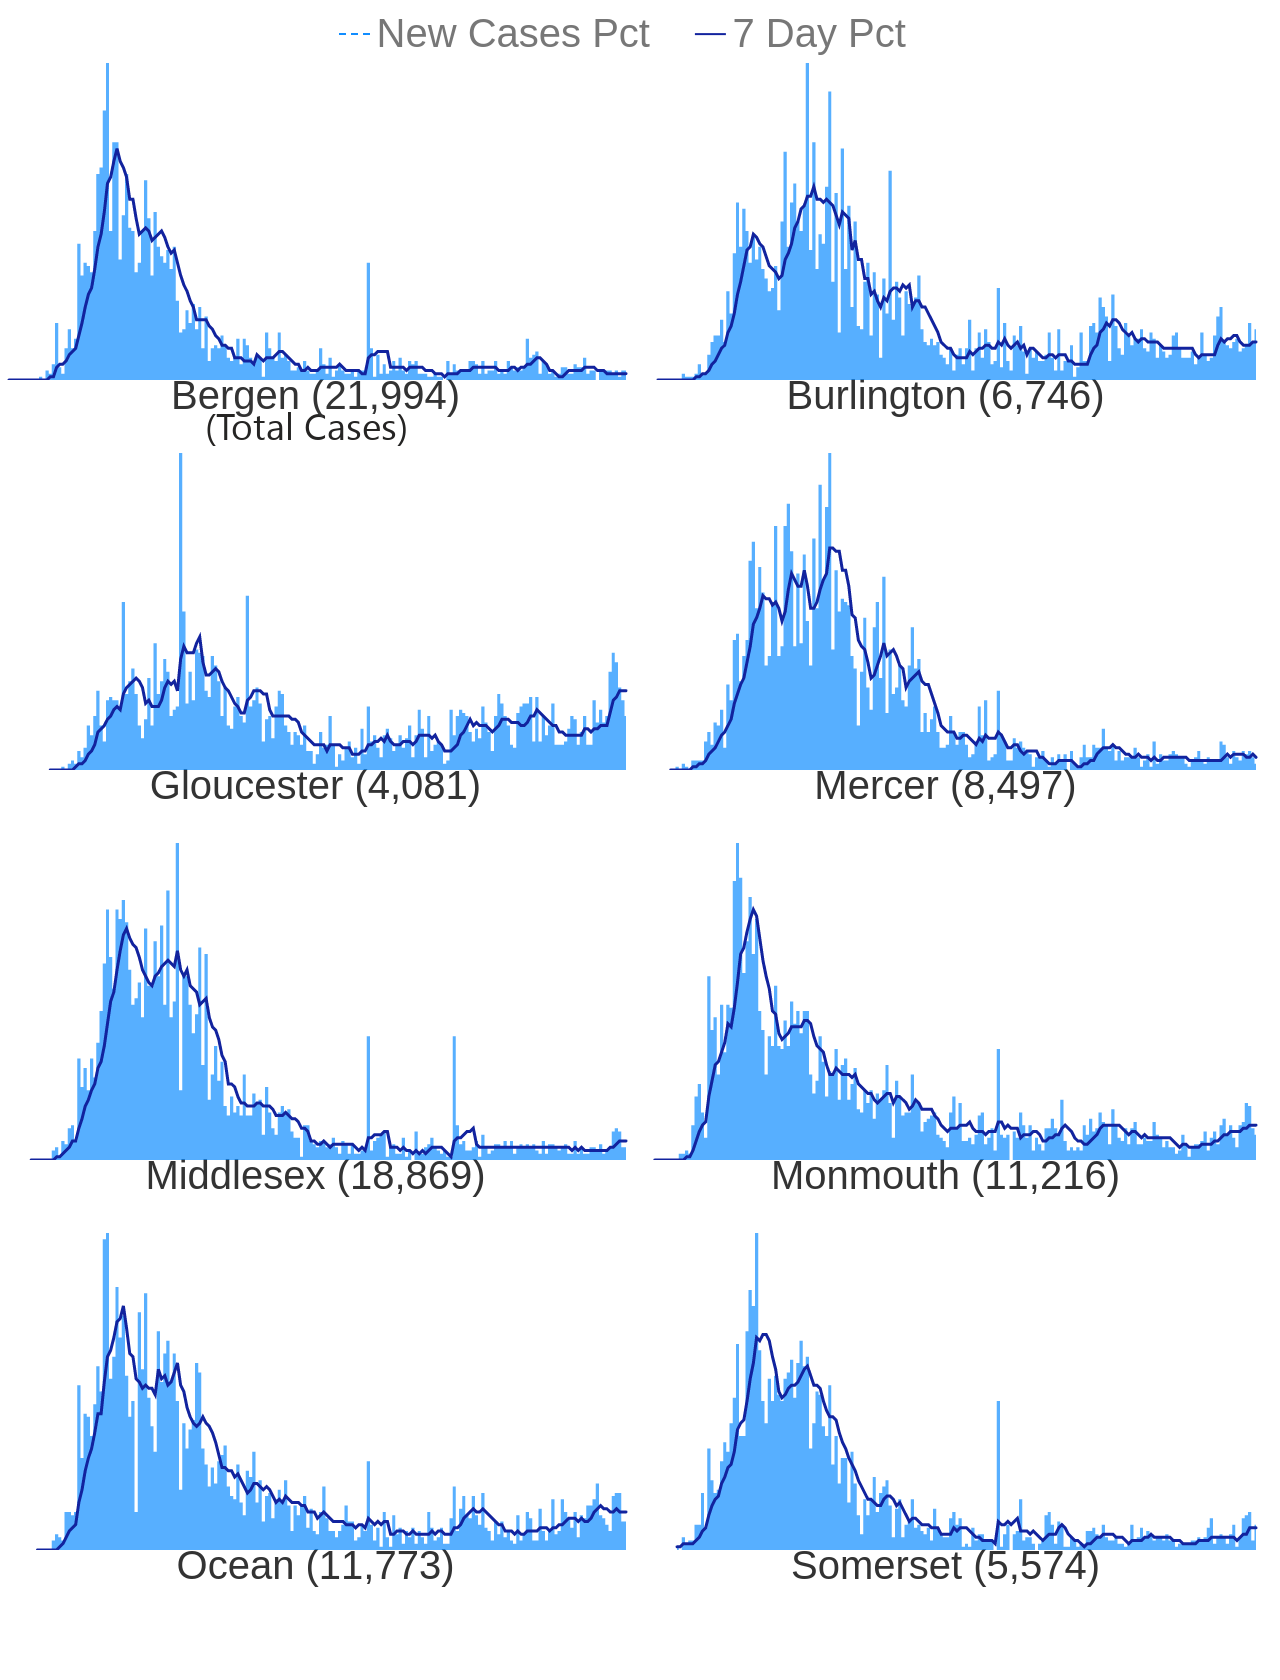 New Cases Pct 7 Day Pct
Bergen (21,994) Burlington (6,746)
(Total Cases)
Gloucester (4,081) Mercer (8,497)
Middlesex (18,869) Monmouth (11,216)
Ocean (11,773) Somerset (5,574)